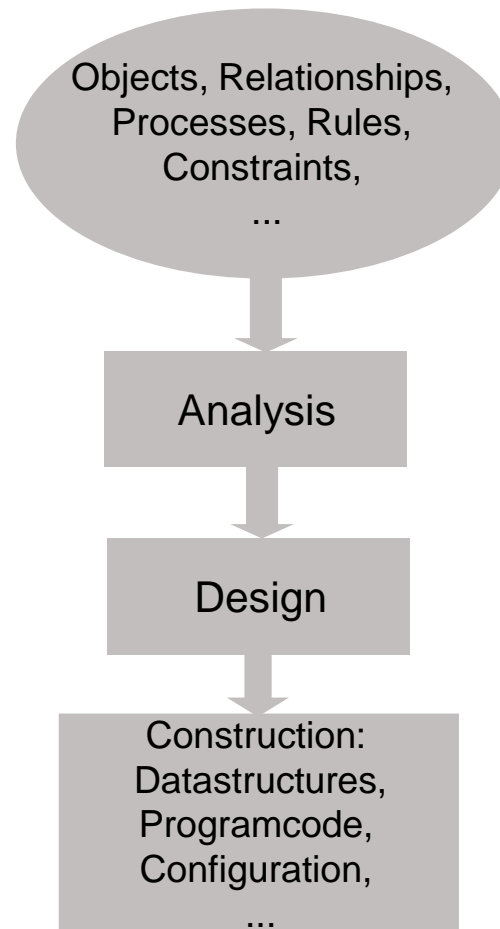 Objects, Relationships,
Processes, Rules,
Constraints,
...
Analysis
Design
Construction:
Datastructures,
Programcode,
Configuration,
...